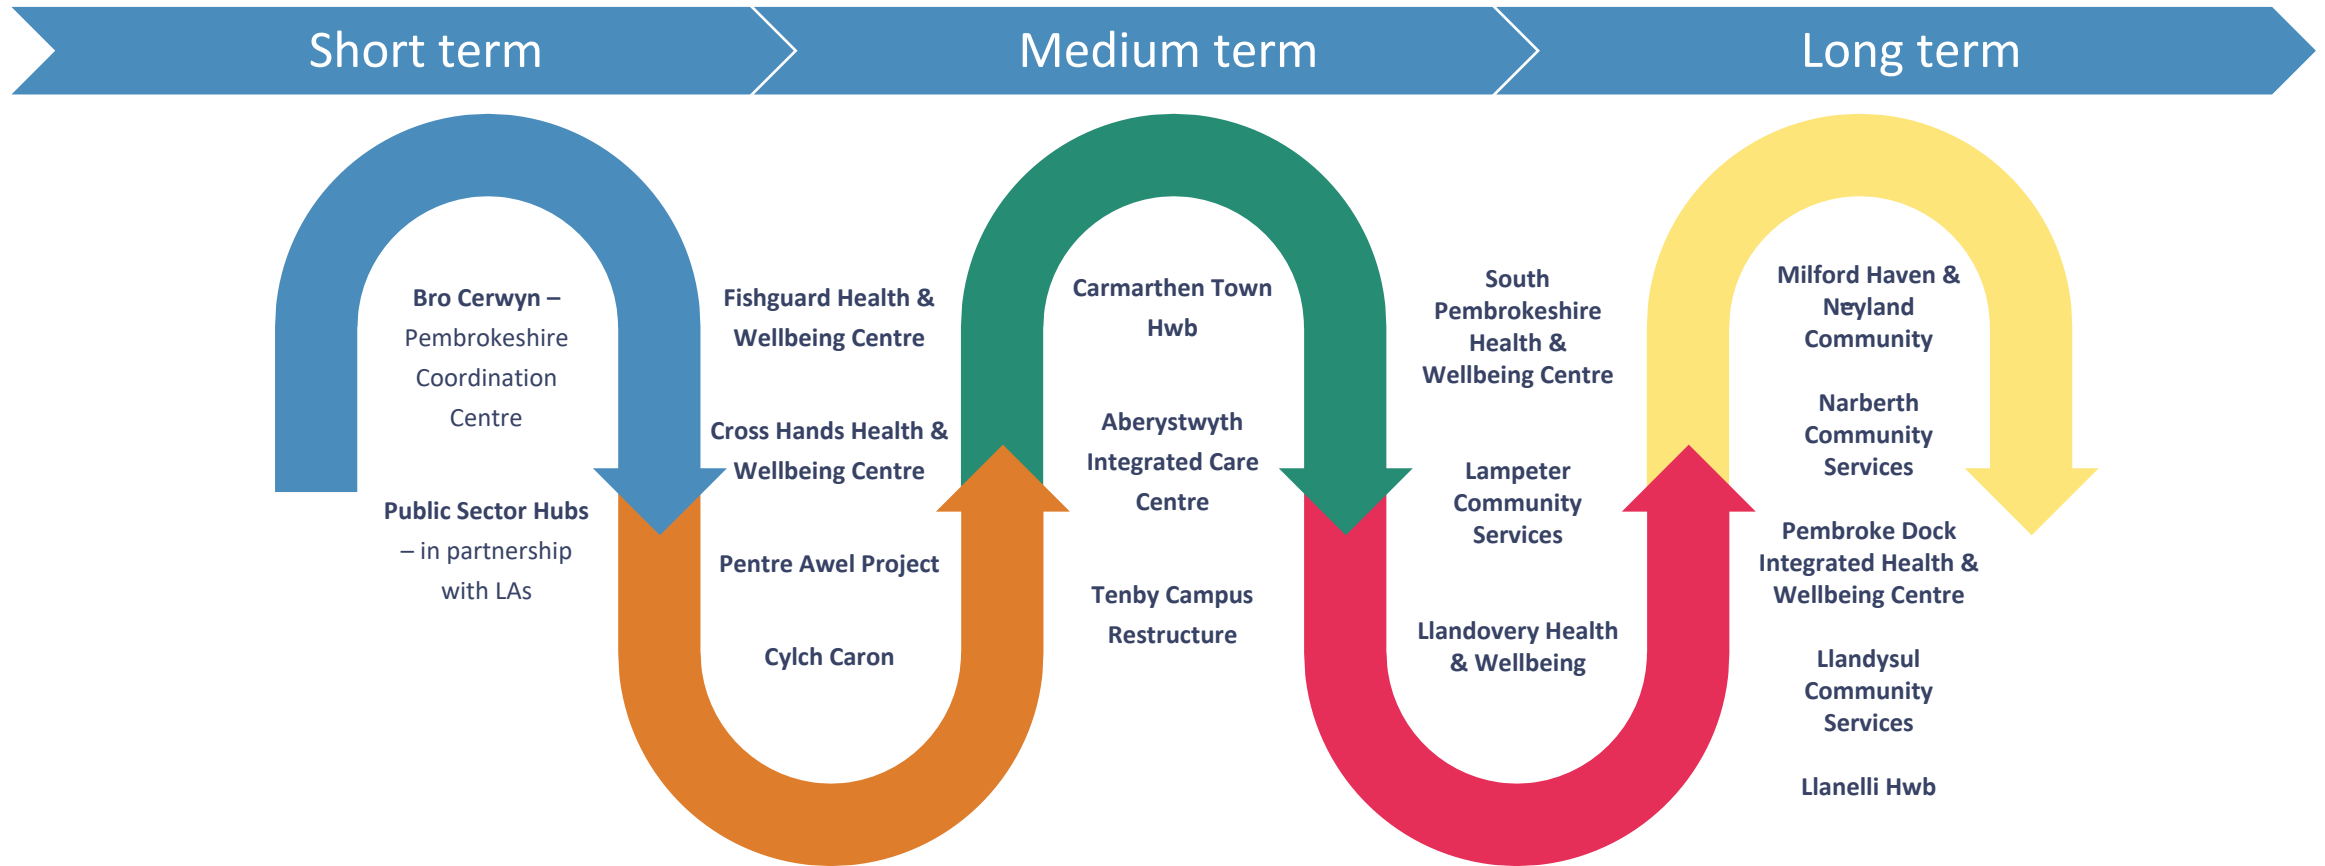 Short term
Medium term
Long term
Bro Cerwyn –
Pembrokeshire
Coordination
Centre
Public Sector Hubs
– in partnership
with LAs
Fishguard Health &
Wellbeing Centre
Cross Hands Health &
Wellbeing Centre
Pentre Awel Project
Cylch Caron
Carmarthen Town
Hwb
Aberystwyth
Integrated Care
Centre
Tenby Campus
Restructure
South
Pembrokeshire
Health &
Wellbeing Centre
Lampeter
Community
Services
Llandovery Health
& Wellbeing
Milford Haven &
Neyland
Community
Narberth
Community
Services
Pembroke Dock
Integrated Health &
Wellbeing Centre
Llandysul
Community
Services
Llanelli Hwb